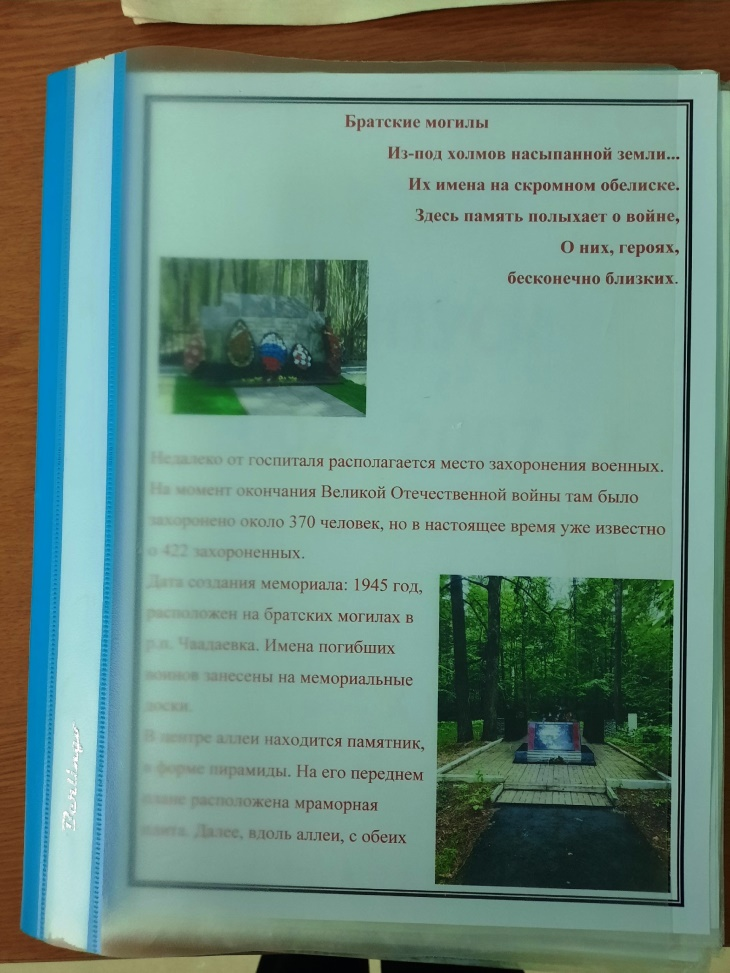 Братские могилы
Из-под холмов насыпанной земли...
Их имена на скромном обелиске.
Здесь память полыхает о войне,
О них, героях,
бесконечно близких.
Недалеко от госпиталя располагается место захоронения военных.
На момент окончания Великой Отечественной войны там было
захоронено около 370 человек, но в настоящее время уже известно
о 422 захороненных.
Дата создания мемориала: 1945 год,
расположен на братских могилах в
р.п. Чаадаевка. Имена погибших
воинов занесены на мемориальные
доски.
В центре аллеи находится памятник,
в форме пирамиды. На его переднем
плане расположена мраморная
плита. Далее, вдоль аллеи, с обеих
Berlingo